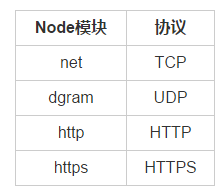 Node模块 协议
net TCP
dgram UDP
http HTTP
https HTTPS